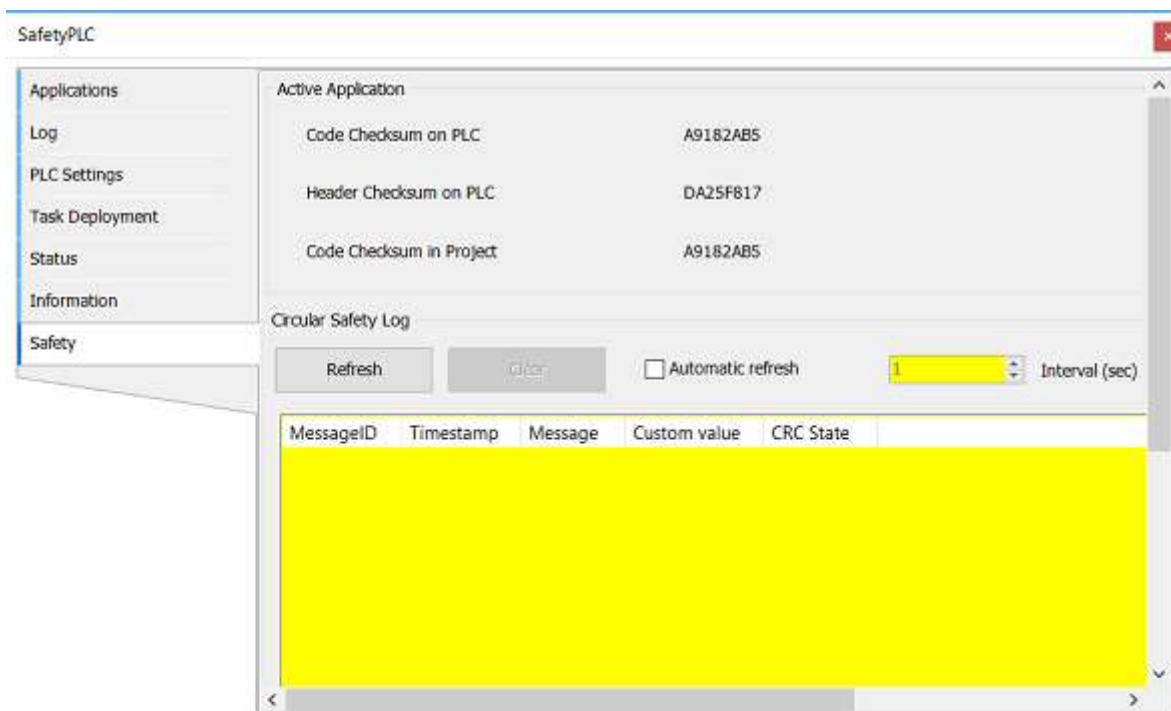 SafetyPLC
Applications
Log
PLC Settings
Task Deployment
Status
Information
Safety
Active Application
Code Checksum on PLC A9182AB5
Header Checksum on PLC DA25F817
Code Checksum in Project A9182AB5
Circular Safety Log
Refresh Clear Automatic refresh 1 Interval (sec)
MessageID Timestamp Message Custom value CRC State